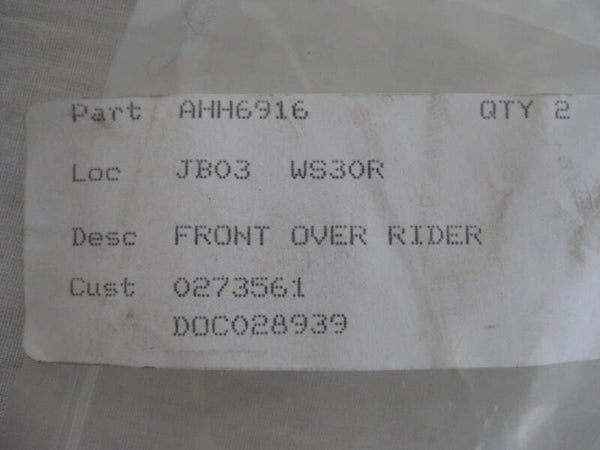 Part AHH6916 QTY 2
Loc JB03 WS30R
Desc FRONT OVER RIDER
Cust 0273561
DOC028939